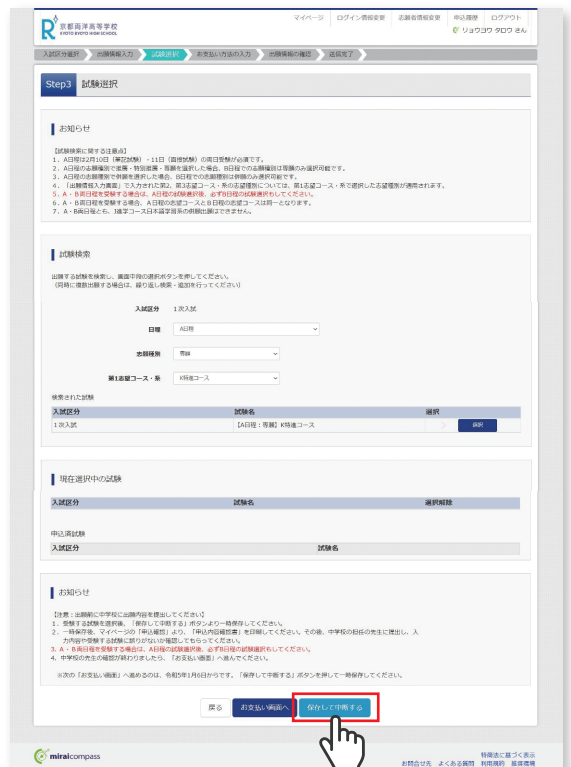 京都両洋高等学校
KYOTO RYOYO HIGH SCHOOL
マイページ ログイン情報変更 志願者情報変更 申込履歴 ログアウト
リョウヨウ タロウ さん
入試区分選択 出願情報入力 試験選択 お支払い方法の入力 出願情報の確認 送信完了
Step3 試験選択
お知らせ
【試験検索に関する注意点】
1．A日程は2月10日（筆記試験）・11日（面接試験）の両日受験が必須です。
2．A日程の志願種別で推薦・特別推薦・専願を選択した場合、B日程での志願種別は専願のみ選択可能です。
3．A日程の志願種別で併願を選択した場合、B日程での志願種別は併願のみ選択可能です。
4．「出願情報入力画面」で入力された第2、第3志望コース・系の志望種別については、第1志望コース・系で選択した志望種別が適用されます。
5．A・B両日程を受験する場合は、A日程の試験選択後、必ずB日程の試験選択もしてください。
6．A・B両日程を受験する場合、A日程の志望コースとB日程の志望コースは同一となります。
7．A・B両日程とも、J進学コース日本語学習系の併願出願はできません。
試験検索
出願する試験を検索し、画面中段の選択ボタンを押してください。
（同時に複数出願する場合は、繰り返し検索・追加を行ってください）
入試区分 1次入試
日程 A日程
志願種別 専願
第1志望コース・系 K特進コース
検索された試験
入試区分 試験名 選択
1次入試 【A日程：専願】K特進コース 選択
現在選択中の試験
入試区分 試験名 選択解除
申込済試験
入試区分 試験名
お知らせ
【注意：出願前に中学校に出願内容を提出してください】
1．受験する試験を選択後、「保存して中断する」ボタンより一時保存してください。
2．一時保存後、マイページの「申込確認」より、「申込内容確認書」を印刷してください。その後、中学校の担任の先生に提出し、入
力内容や受験する試験に誤りがないか確認してもらってください。
3．A・B両日程を受験する場合は、A日程の試験選択後、必ずB日程の試験選択もしてください。
4．中学校の先生の確認が終わりましたら、「お支払い画面」へ進んでください。
※次の「お支払い画面」へ進めるのは、令和5年1月6日からです。「保存して中断する」ボタンを押して一時保存してください。
戻る お支払い画面へ 保存して中断する
miraicompass
特商法に基づく表示
お問合せ先 よくある質問 利用規約 推奨環境